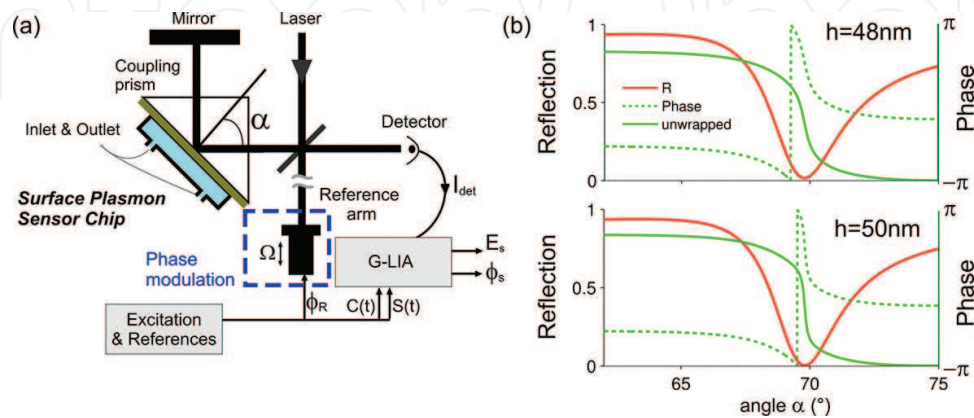 (a)
Mirror
Laser
Coupling
prism
α
Inlet & Outlet
Detector
Surface Plasmon
Sensor Chip
I_det
Reference
arm
Phase
modulation
Ω
G-LIA
E_s
ϕ_s
ϕ_R
C(t)
S(t)
Excitation
& References
(b)
1
0.5
0
Reflection
h=48nm
R
Phase
unwrapped
π
-π
Phase
1
0.5
0
Reflection
h=50nm
π
-π
Phase
65
70
75
angle α (°)